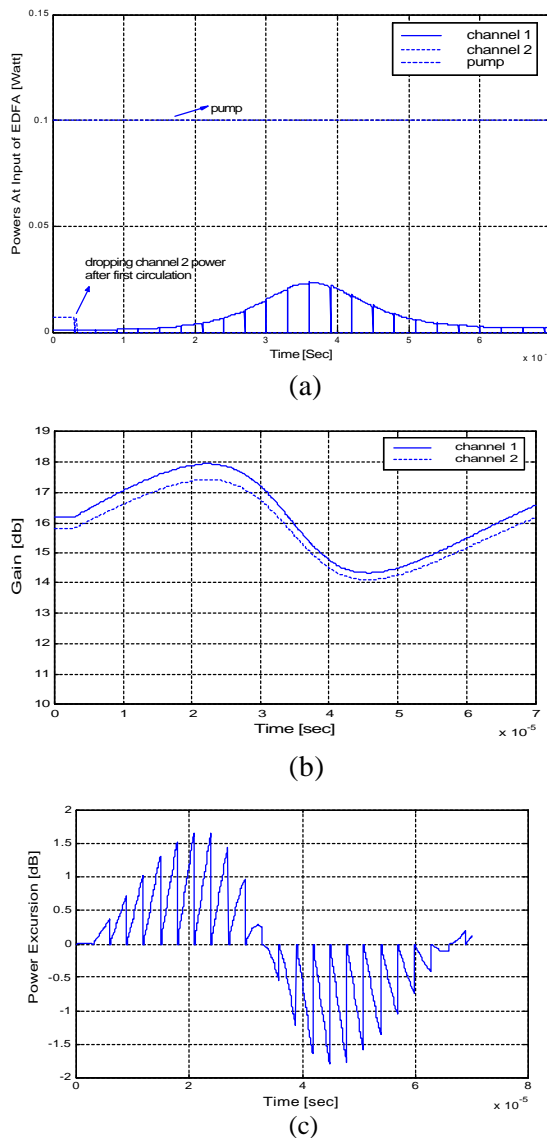 0.15
channel 1
channel 2
pump
pump
0.1
Powers At Input of EDFA [Watt]
0.05
dropping channel 2 power
after first circulation
0
0 1 2 3 4 5 6
Time [Sec]
x 10
(a)
19
channel 1
channel 2
18
17
16
15
14
13
12
11
10
Gain [db]
0 1 2 3 4 5 6 7
Time [sec]
x 10⁻⁵
(b)
2
1.5
1
0.5
0
-0.5
-1
-1.5
-2
Power Excursion [dB]
0 2 4 6 8
Time [sec]
x 10⁻⁵
(c)